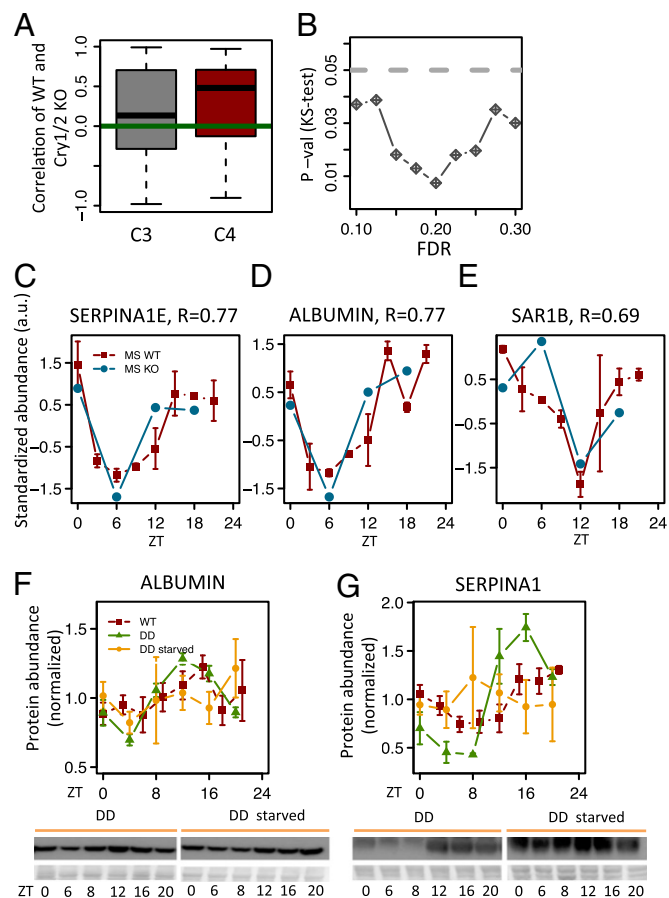 A
Correlation of WT and
Cry1/2 KO
1.0
0.0
−1.0
C3
C4
B
P −val (KS-test)
0.05
0.03
0.01
0.10
0.20
0.30
FDR
C
SERPINA1E, R=0.77
Standardized abundance (a.u.)
MS WT
MS KO
1.5
0.5
−0.5
−1.5
0 6 12 18 24
ZT
D
ALBUMIN, R=0.77
1.5
0.5
−0.5
−1.5
0 6 12 18 24
ZT
E
SAR1B, R=0.69
0.5
−0.5
−1.5
0 6 12 18 24
ZT
F
ALBUMIN
Protein abundance
(normalized)
WT
DD
DD starved
1.5
1.0
0.5
ZT 0 8 16 24
DD
DD starved
ZT 0 6 8 12 16 20 0 6 8 12 16 20
G
SERPINA1
Protein abundance
(normalized)
2.0
1.5
1.0
0.5
ZT 0 8 16 24
DD
DD starved
ZT 0 6 8 12 16 20 0 6 8 12 16 20